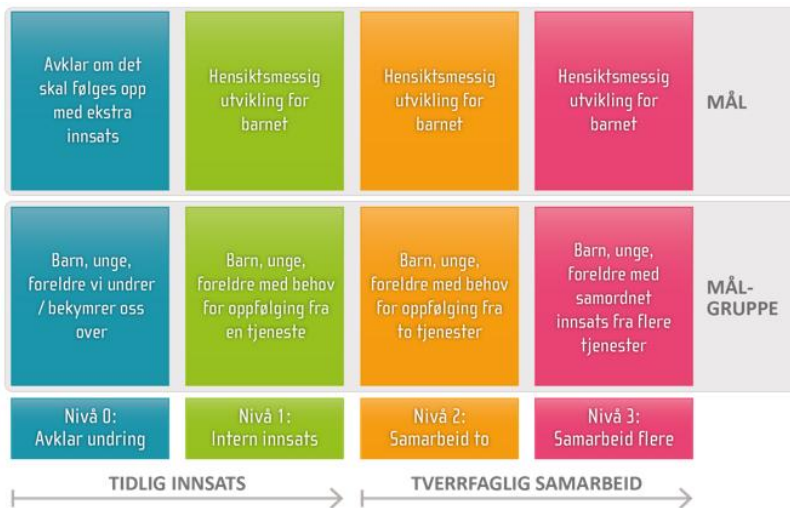 Avklar om det
skal følges opp
med ekstra
innsats
Hensiktsmessig
utvikling for
barnet
Hensiktsmessig
utvikling for
barnet
Hensiktsmessig
utvikling for
barnet
MÅL
Barn, unge,
foreldre vi undrer
/ bekymrer oss
over
Barn, unge,
foreldre med behov
for oppfølging fra
en tjeneste
Barn, unge,
foreldre med behov
for oppfølging fra
to tjenester
Barn, unge,
foreldre med
samordnet
innsats fra flere
tjenester
MÅL-
GRUPPE
Nivå 0:
Avklar undring
Nivå 1:
Intern innsats
Nivå 2:
Samarbeid to
Nivå 3:
Samarbeid flere
TIDLIG INNSATS
TVERRFAGLIG SAMARBEID